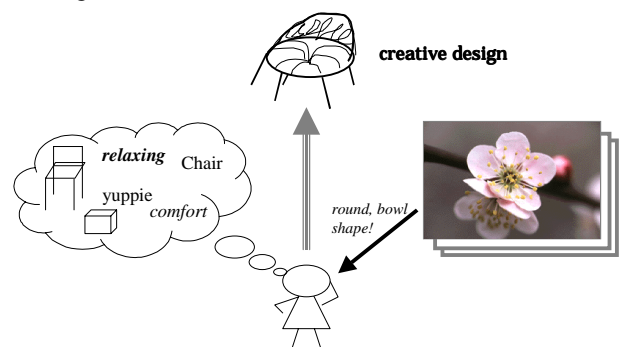 creative design
relaxing
Chair
yuppie
comfort
round, bowl
shape!